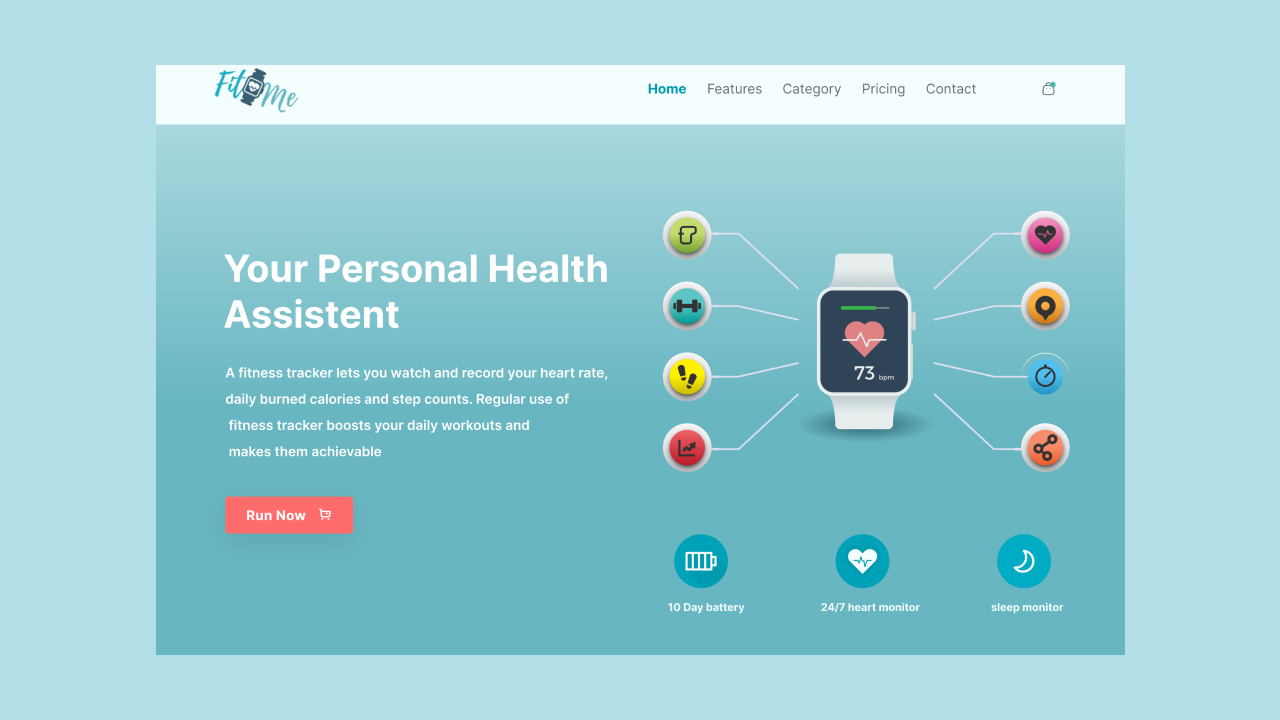 Fit Me
Home Features Category Pricing Contact
Your Personal Health
Assistent
A fitness tracker lets you watch and record your heart rate,
daily burned calories and step counts. Regular use of
fitness tracker boosts your daily workouts and
makes them achievable
Run Now
73 bpm
10 Day battery
24/7 heart monitor
sleep monitor